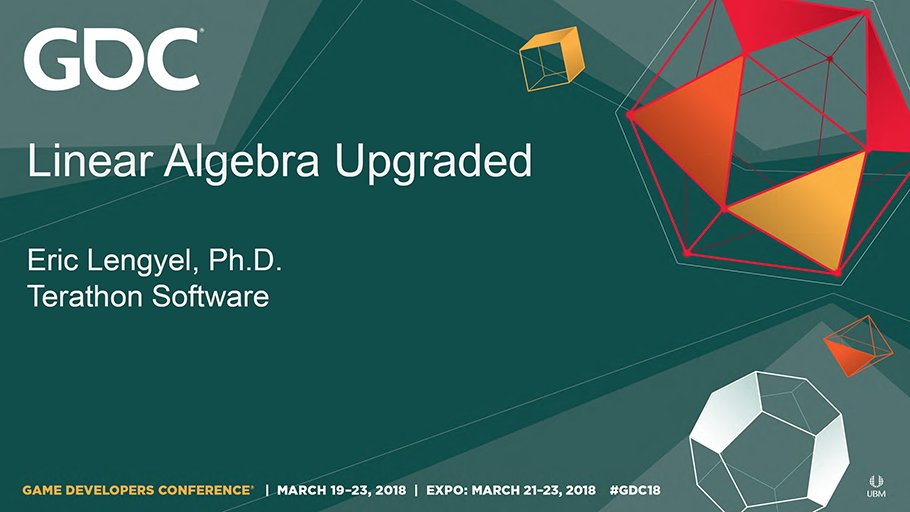 GDC®
Linear Algebra Upgraded
Eric Lengyel, Ph.D.
Terathon Software
GAME DEVELOPERS CONFERENCE® | MARCH 19–23, 2018 | EXPO: MARCH 21–23, 2018 #GDC18
UBM